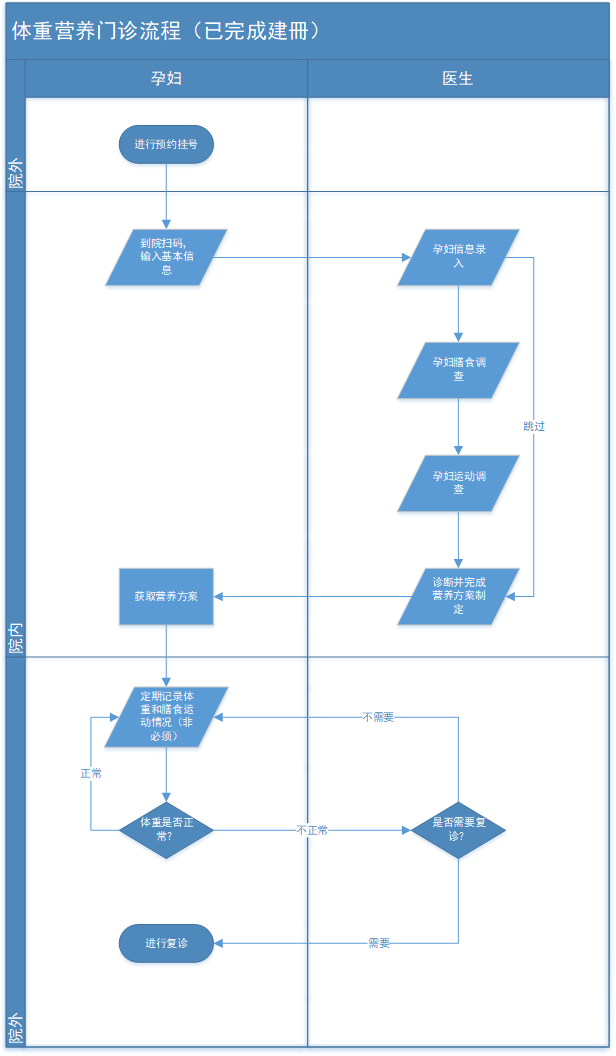 体重营养门诊流程（已完成建冊）
孕妇
医生
院外
进行预约挂号
院内
到院扫码，
输入基本信
息
孕妇信息录
入
孕妇膳食调
查
跳过
孕妇运动调
查
诊断并完成
营养方案制
定
获取营养方案
院外
定期记录体
重和膳食运
动情况（非
必须）
不需要
正常
体重是否正
常？
不正常
是否需要复
诊？
进行复诊
需要